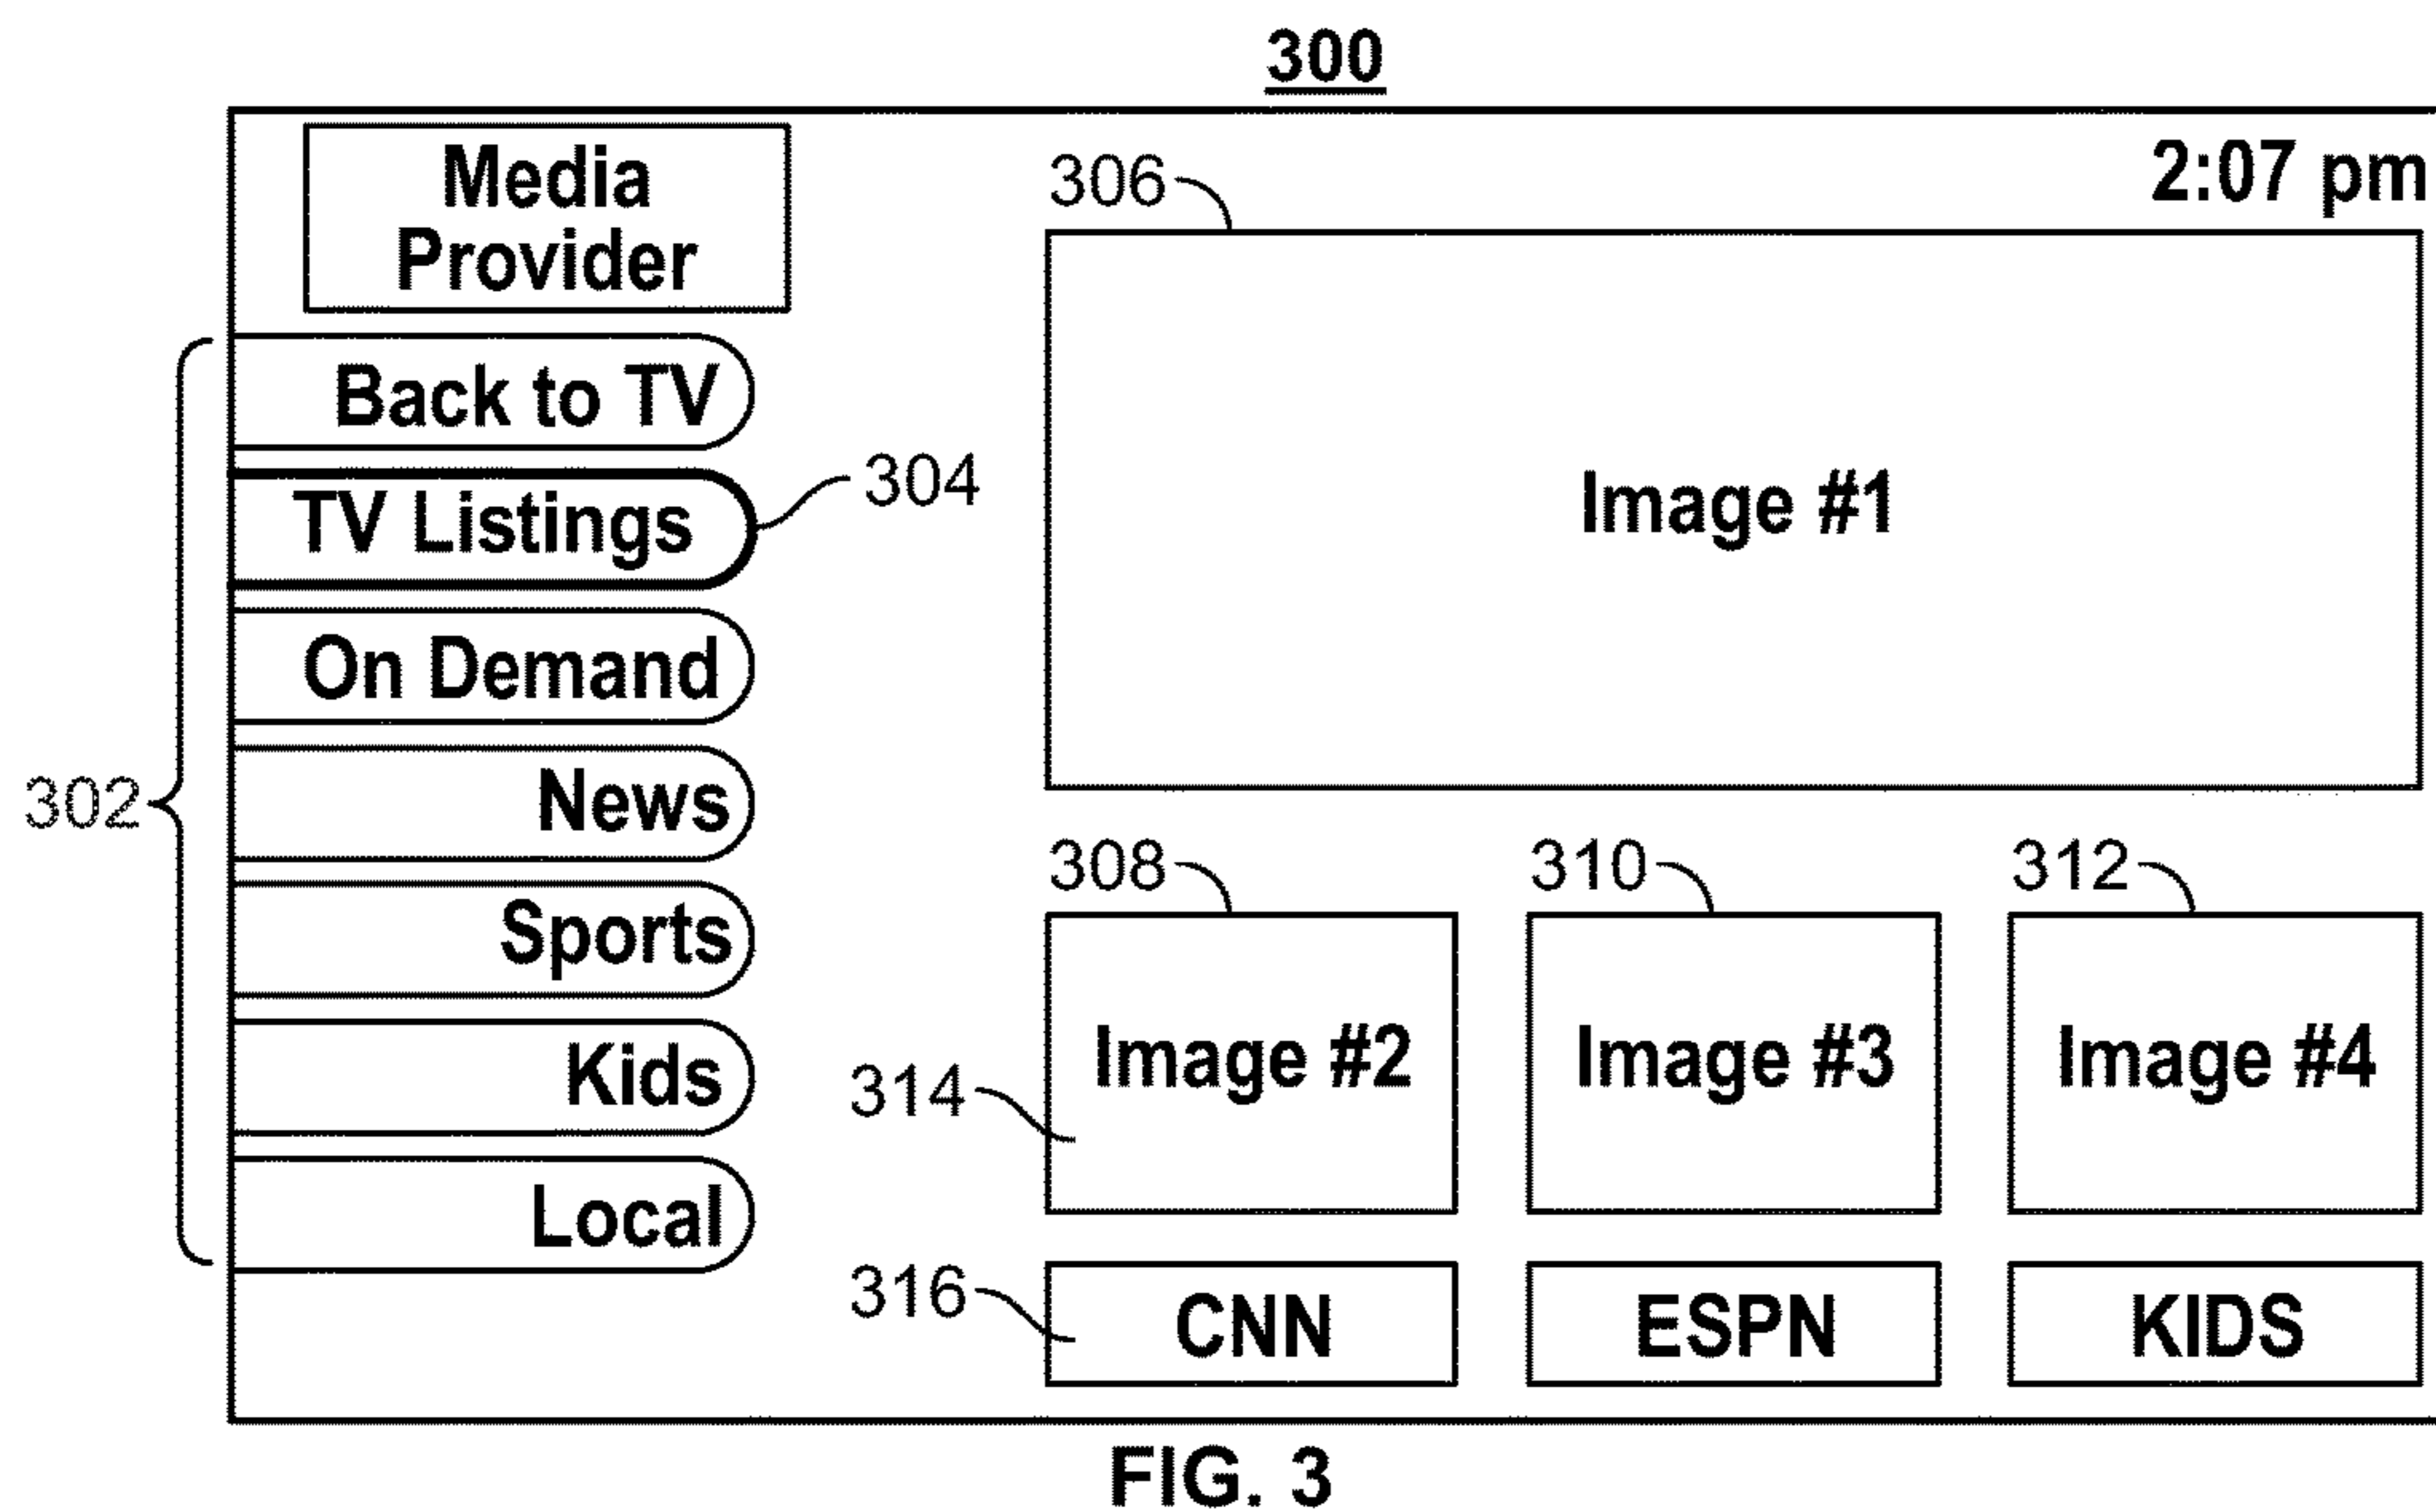 300
Media
Provider
2:07 pm
306
Back to TV
304
TV Listings
Image #1
On Demand
302
News
308
310
312
Sports
Image #2
Image #3
Image #4
Kids
314
Local
316
CNN
ESPN
KIDS
FIG. 3